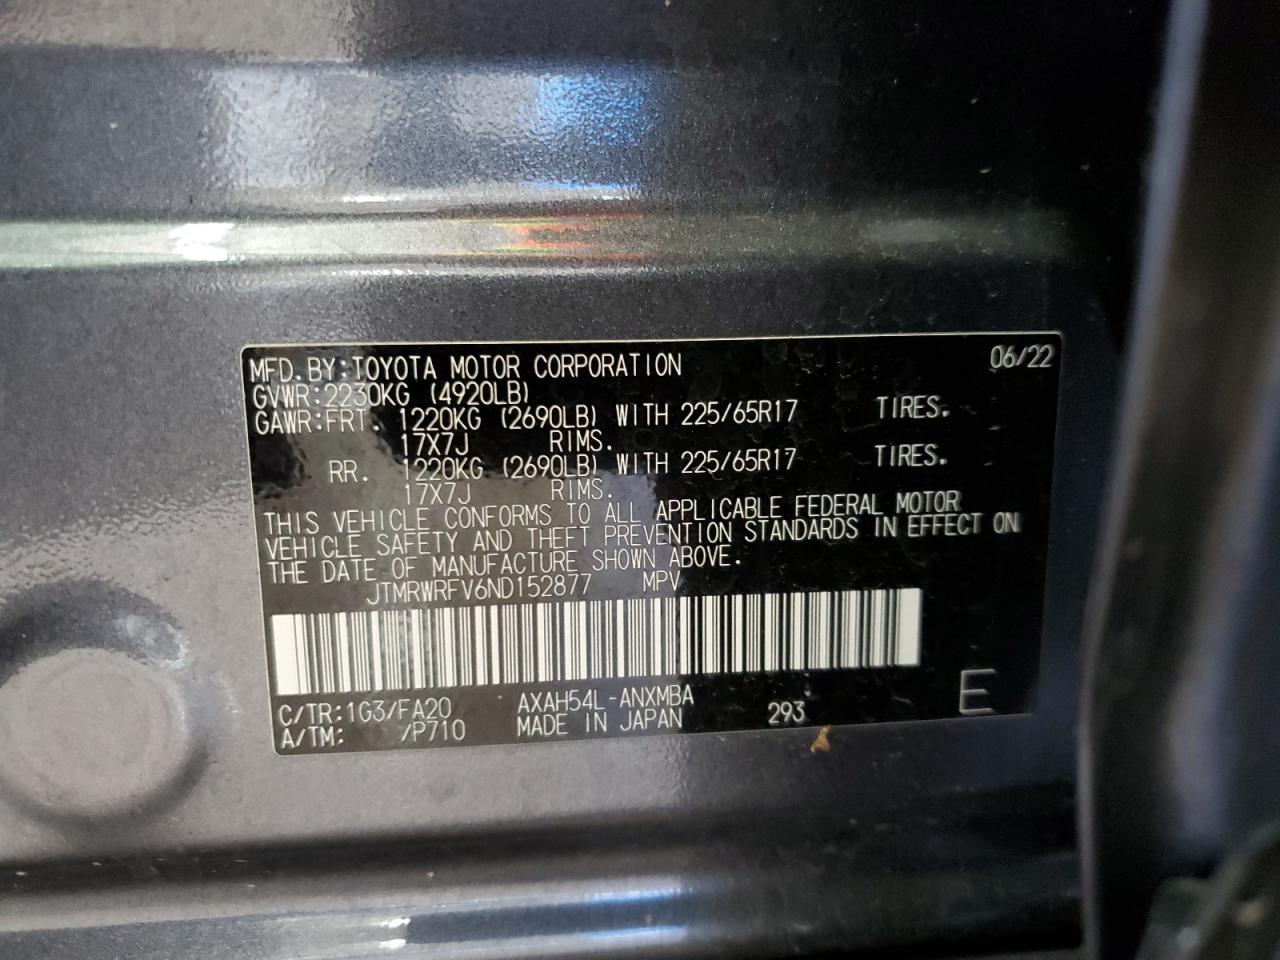 MFD.BY:TOYOTA MOTOR CORPORATION 06/22
GVWR:2230KG (4920LB)
GAWR:FRT. 1220KG (2690LB) WITH 225/65R17 TIRES.
17X7J RIMS.
RR. 1220KG (2690LB) WITH 225/65R17 TIRES.
17X7J RIMS.
THIS VEHICLE CONFORMS TO ALL APPLICABLE FEDERAL MOTOR
VEHICLE SAFETY AND THEFT PREVENTION STANDARDS IN EFFECT ON
THE DATE OF MANUFACTURE SHOWN ABOVE.
JTMRWRFV6ND152877 MPV
C/TR:1G3/FA20 AXAH54L-ANXMBA 293 E
A/TM: /P710 MADE IN JAPAN